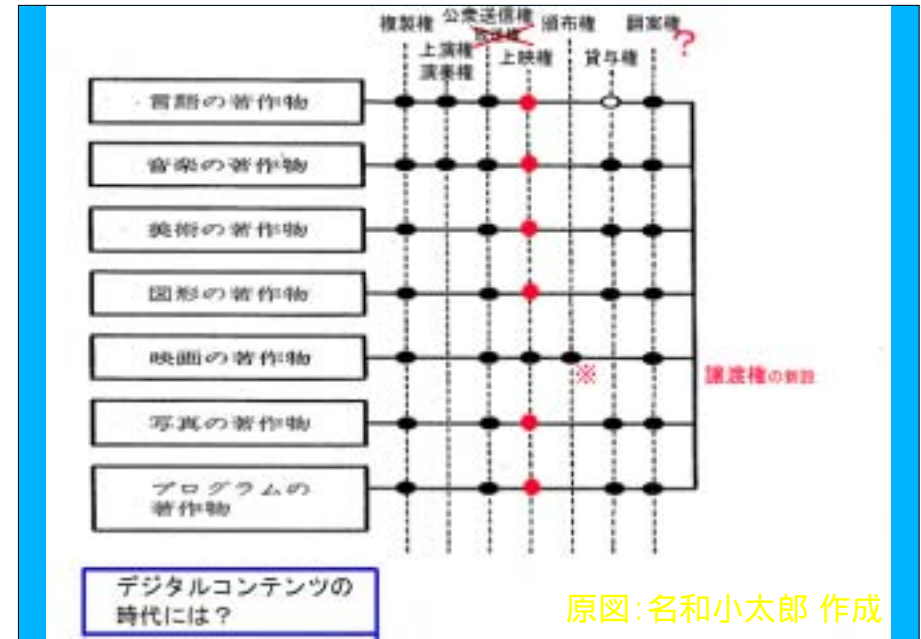 複製権
公衆送信権
頒布権
翻案権
放送権
上演権
演奏権
上映権
貸与権
?
言語の著作物
音楽の著作物
美術の著作物
図形の著作物
映画の著作物
※
譲渡権の新設
写真の著作物
プログラムの
著作物
デジタルコンテンツの
時代には?
原図:名和小太郎 作成